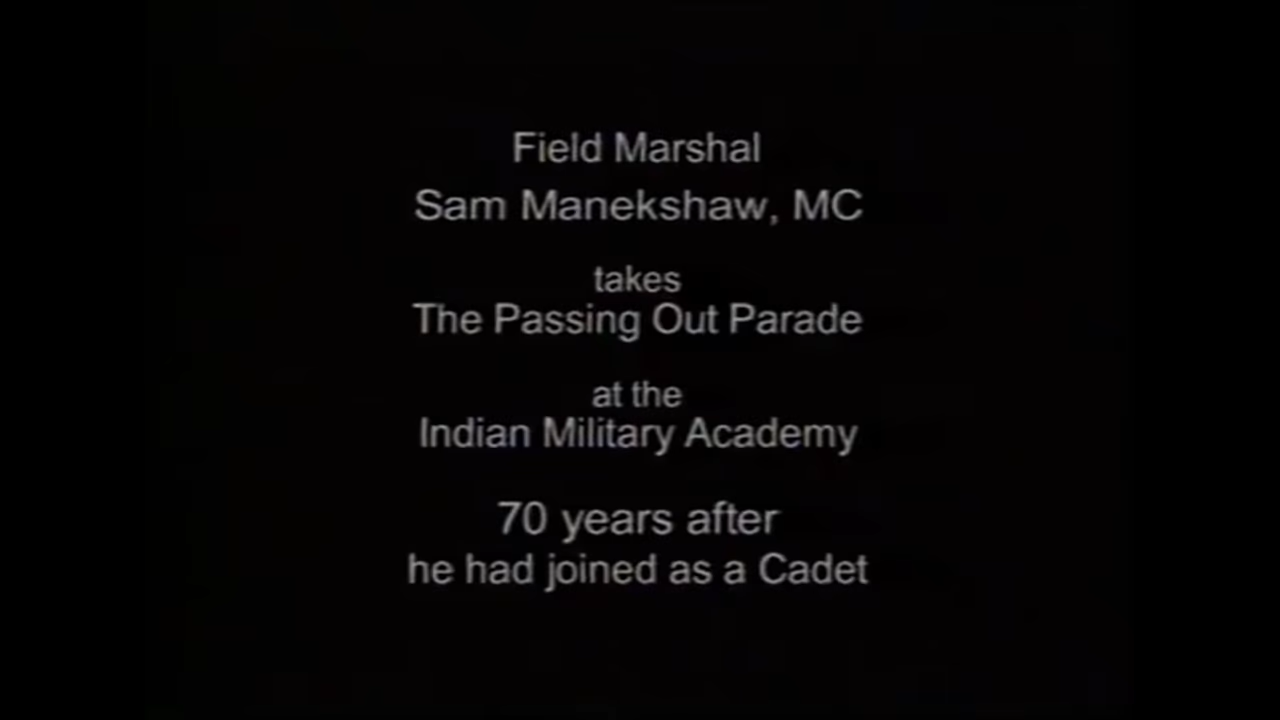 Field Marshal
Sam Manekshaw, MC
takes
The Passing Out Parade
at the
Indian Military Academy
70 years after
he had joined as a Cadet